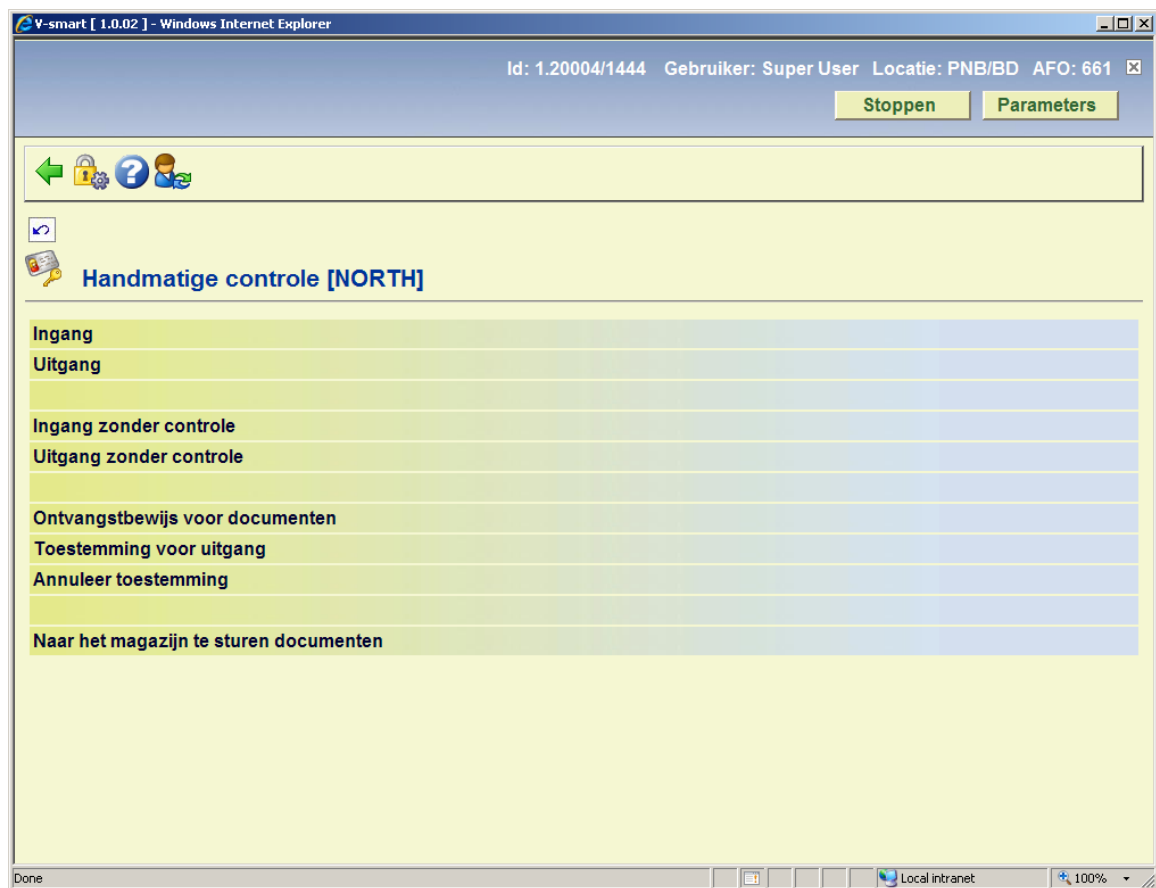 V-smart [ 1.0.02 ] - Windows Internet Explorer
Id: 1.20004/1444 Gebruiker: Super User Locatie: PNB/BD AFO: 661
Stoppen Parameters
Handmatige controle [NORTH]
Ingang
Uitgang
Ingang zonder controle
Uitgang zonder controle
Ontvangstbewijs voor documenten
Toestemming voor uitgang
Annuleer toestemming
Naar het magazijn te sturen documenten
Done Local intranet 100%